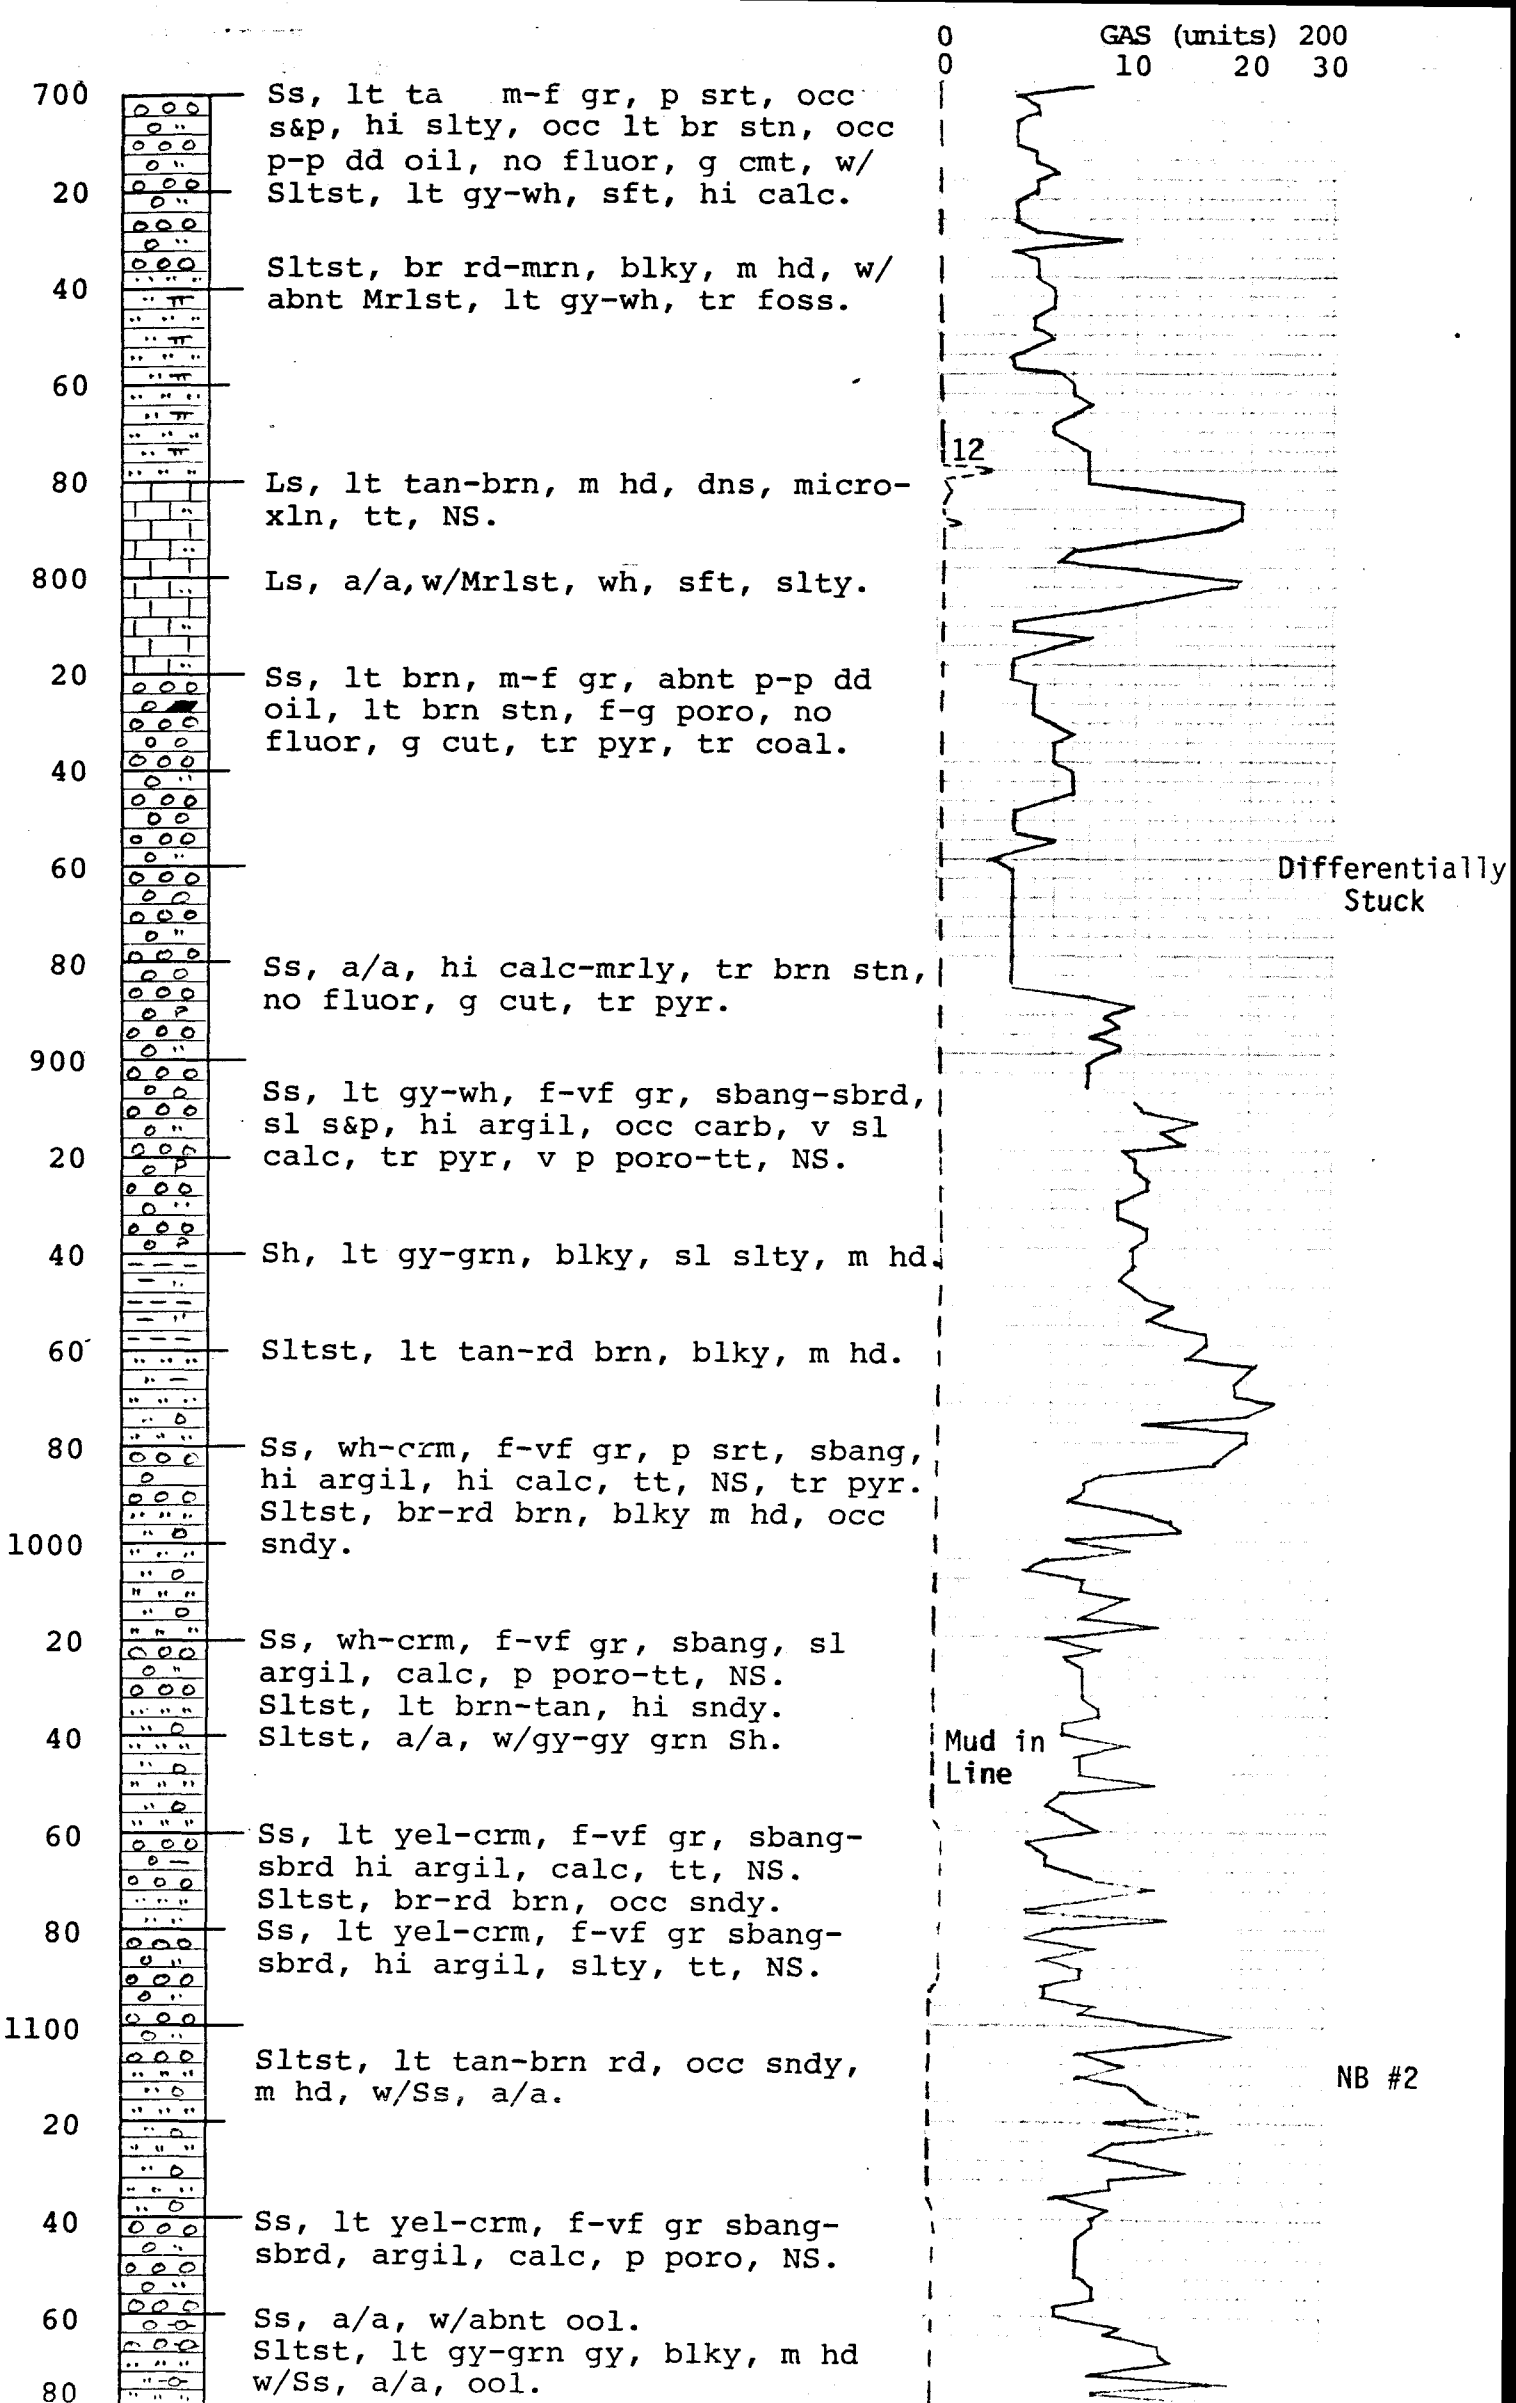 0 GAS (units) 200
0 10 20 30
700 Ss, lt ta m-f gr, p srt, occ
s&p, hi slty, occ lt br stn, occ
p-p dd oil, no fluor, g cmt, w/
20 Sltst, lt gy-wh, sft, hi calc.
Sltst, br rd-mrn, blky, m hd, w/
40 abnt Mrlst, lt gy-wh, tr foss.
60
12
80 Ls, lt tan-brn, m hd, dns, micro-
xln, tt, NS.
800 Ls, a/a, w/Mrlst, wh, sft, slty.
20 Ss, lt brn, m-f gr, abnt p-p dd
oil, lt brn stn, f-g poro, no
fluor, g cut, tr pyr, tr coal.
40
60 Differentially
Stuck
80 Ss, a/a, hi calc-mrly, tr brn stn,
no fluor, g cut, tr pyr.
900
Ss, lt gy-wh, f-vf gr, sbang-sbrd,
sl s&p, hi argil, occ carb, v sl
20 calc, tr pyr, v p poro-tt, NS.
40 Sh, lt gy-grn, blky, sl slty, m hd.
60 Sltst, lt tan-rd brn, blky, m hd.
80 Ss, wh-crm, f-vf gr, p srt, sbang,
hi argil, hi calc, tt, NS, tr pyr.
Sltst, br-rd brn, blky m hd, occ
1000 sndy.
20 Ss, wh-crm, f-vf gr, sbang, sl
argil, calc, p poro-tt, NS.
Sltst, lt brn-tan, hi sndy.
40 Sltst, a/a, w/gy-gy grn Sh. Mud in
Line
60 Ss, lt yel-crm, f-vf gr, sbang-
sbrd hi argil, calc, tt, NS.
Sltst, br-rd brn, occ sndy.
80 Ss, lt yel-crm, f-vf gr sbang-
sbrd, hi argil, slty, tt, NS.
1100
Sltst, lt tan-brn rd, occ sndy,
m hd, w/Ss, a/a. NB #2
20
40 Ss, lt yel-crm, f-vf gr sbang-
sbrd, argil, calc, p poro, NS.
60 Ss, a/a, w/abnt ool.
Sltst, lt gy-grn gy, blky, m hd
80 w/Ss, a/a, ool.